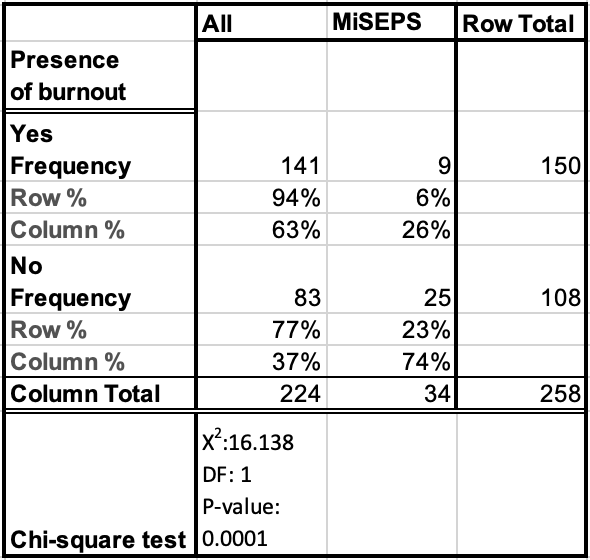 All MiSEPS Row Total
Presence
of burnout
Yes
Frequency 141 9 150
Row % 94% 6%
Column % 63% 26%
No
Frequency 83 25 108
Row % 77% 23%
Column % 37% 74%
Column Total 224 34 258
X²:16.138
DF: 1
P-value:
Chi-square test 0.0001